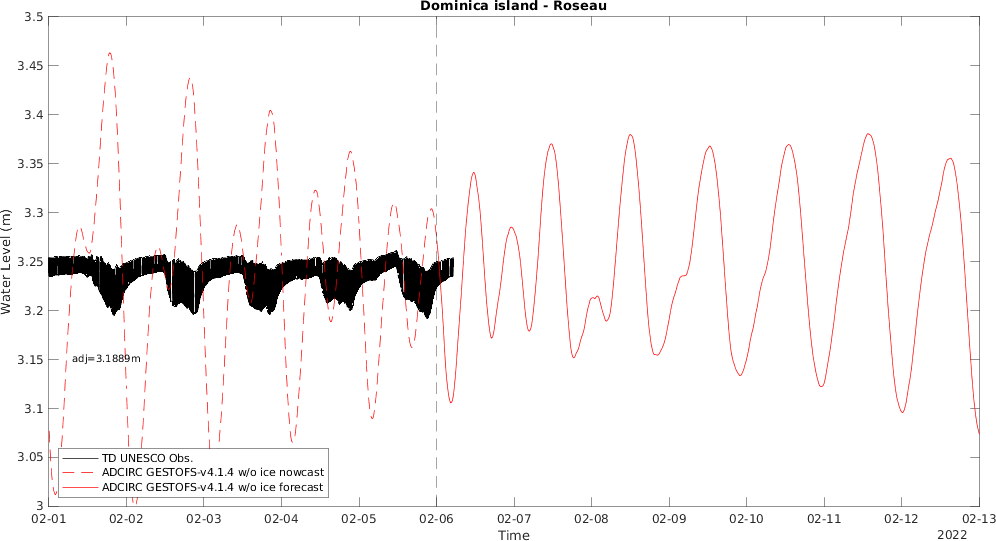 Dominica island - Roseau
3.5
3.45
3.4
3.35
3.3
3.25
3.2
3.15
3.1
3.05
3
Water Level (m)
adj=3.1889m
TD UNESCO Obs.
ADCIRC GESTOFS-v4.1.4 w/o ice nowcast
ADCIRC GESTOFS-v4.1.4 w/o ice forecast
02-01 02-02 02-03 02-04 02-05 02-06 02-07 02-08 02-09 02-10 02-11 02-12 02-13
Time
2022